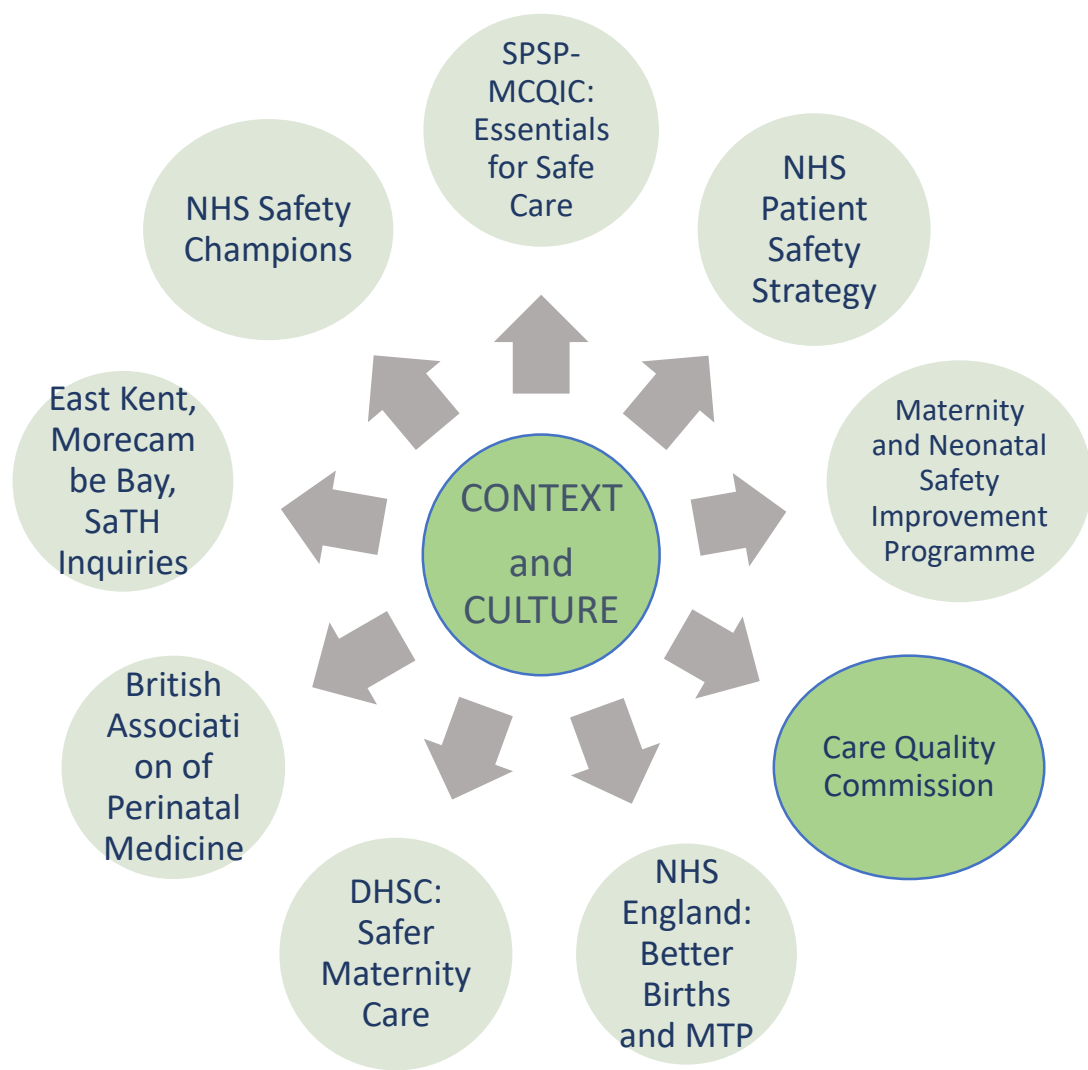 SPSP-
MCQIC:
Essentials
for Safe
Care
NHS
Patient
Safety
Strategy
Maternity
and Neonatal
Safety
Improvement
Programme
Care Quality
Commission
NHS
England:
Better
Births
and MTP
DHSC:
Safer
Maternity
Care
British
Associati
on of
Perinatal
Medicine
East Kent,
Morecam
be Bay,
SaTH
Inquiries
NHS Safety
Champions
CONTEXT
and
CULTURE